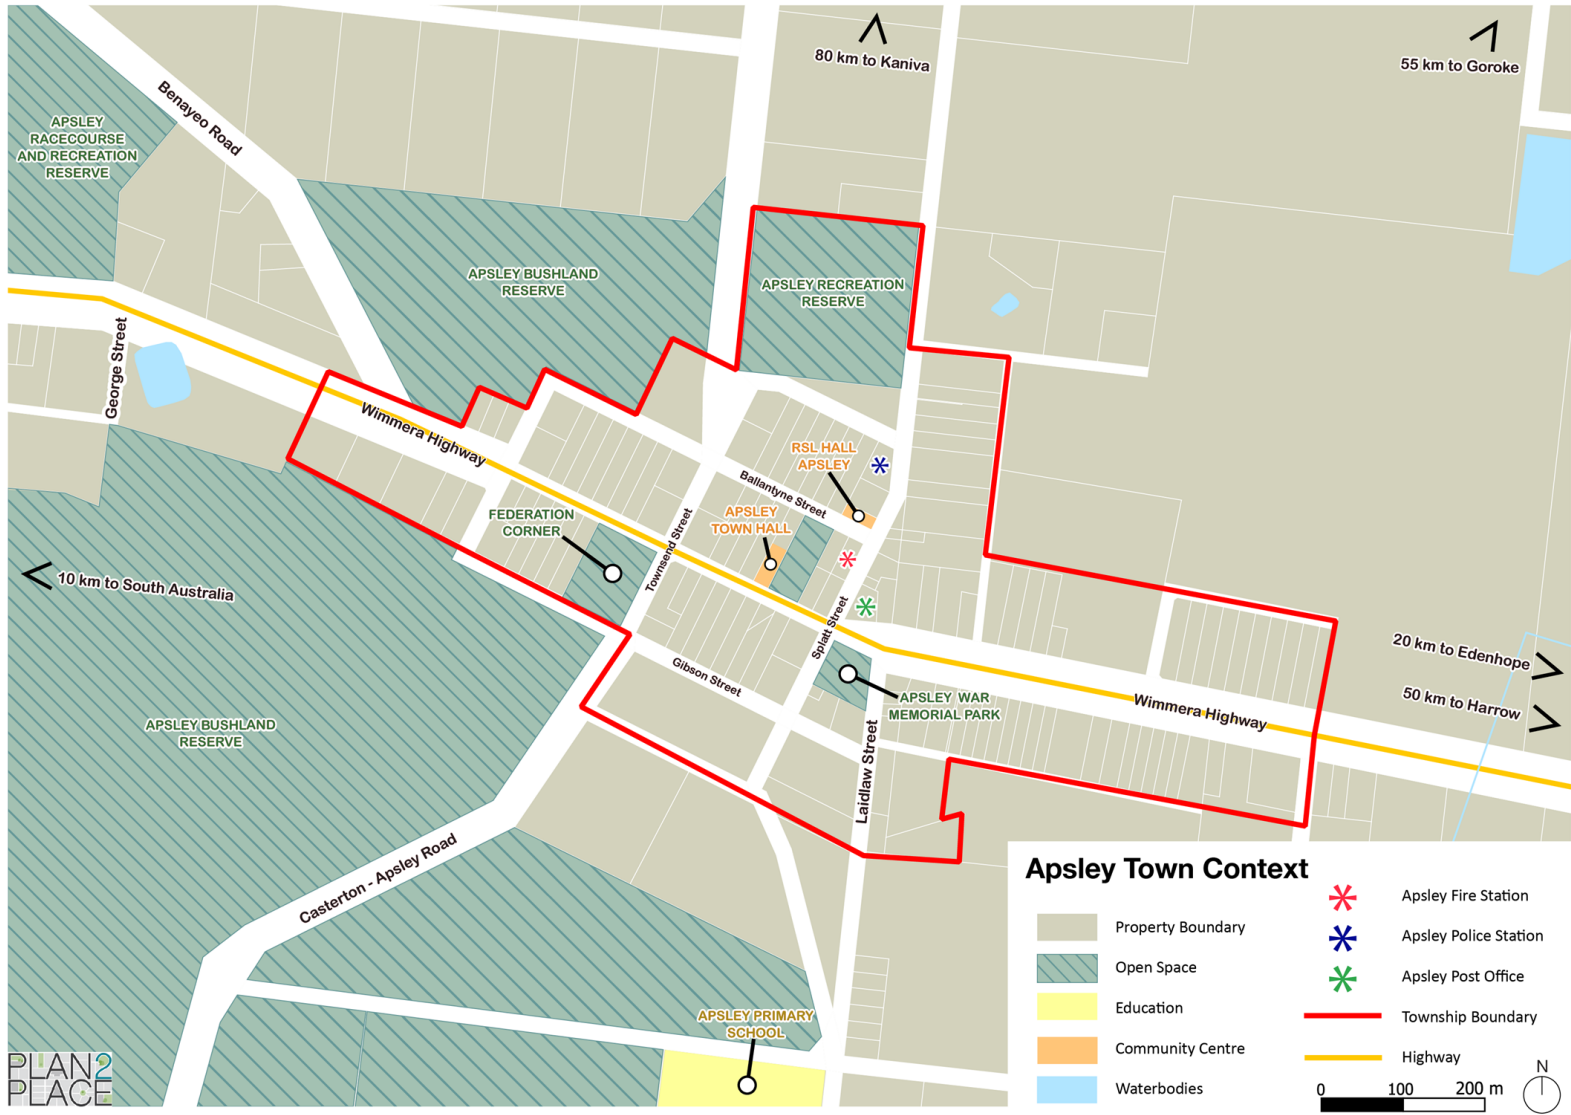 80 km to Kaniva
55 km to Goroke
Benayeo Road
APSLEY
RACECOURSE
AND RECREATION
RESERVE
APSLEY BUSHLAND
RESERVE
APSLEY RECREATION
RESERVE
George Street
Wimmera Highway
RSL HALL
APSLEY
Ballantyne Street
FEDERATION
CORNER
APSLEY
TOWN HALL
Townsend Street
10 km to South Australia
Splatt Street
Gibson Street
APSLEY WAR
MEMORIAL PARK
Wimmera Highway
20 km to Edenhope
50 km to Harrow
APSLEY BUSHLAND
RESERVE
Laidlaw Street
Casterton - Apsley Road
APSLEY PRIMARY
SCHOOL
PLAN2
PLACE
Apsley Town Context
Property Boundary
Open Space
Education
Community Centre
Waterbodies
Apsley Fire Station
Apsley Police Station
Apsley Post Office
Township Boundary
Highway
0 100 200 m
N